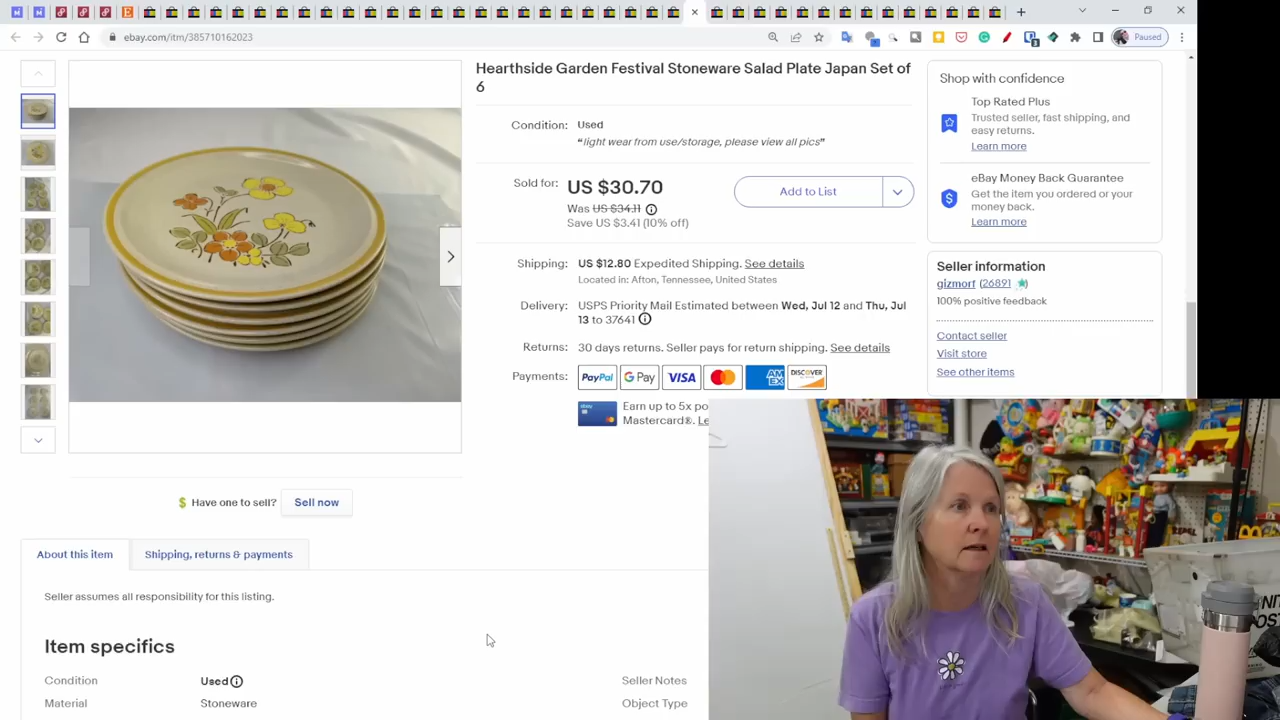 ebay.com/itm/385710162023
Paused
Hearthside Garden Festival Stoneware Salad Plate Japan Set of
6
Condition: Used
“light wear from use/storage, please view all pics”
Sold for: US $30.70
Was US $34.11
Save US $3.41 (10% off)
Add to List
Shipping: US $12.80 Expedited Shipping. See details
Located in: Afton, Tennessee, United States
Delivery: USPS Priority Mail Estimated between Wed, Jul 12 and Thu, Jul
13 to 37641
Returns: 30 days returns. Seller pays for return shipping. See details
Payments: PayPal G Pay VISA AM EX DISCOVER
Earn up to 5x po
Mastercard®. Le
Shop with confidence
Top Rated Plus
Trusted seller, fast shipping, and
easy returns.
Learn more
eBay Money Back Guarantee
Get the item you ordered or your
money back.
Learn more
Seller information
gizmorf (26891)
100% positive feedback
Contact seller
Visit store
See other items
$ Have one to sell? Sell now
About this item
Shipping, returns & payments
Seller assumes all responsibility for this listing.
Item specifics
Condition Used
Seller Notes
Material Stoneware
Object Type